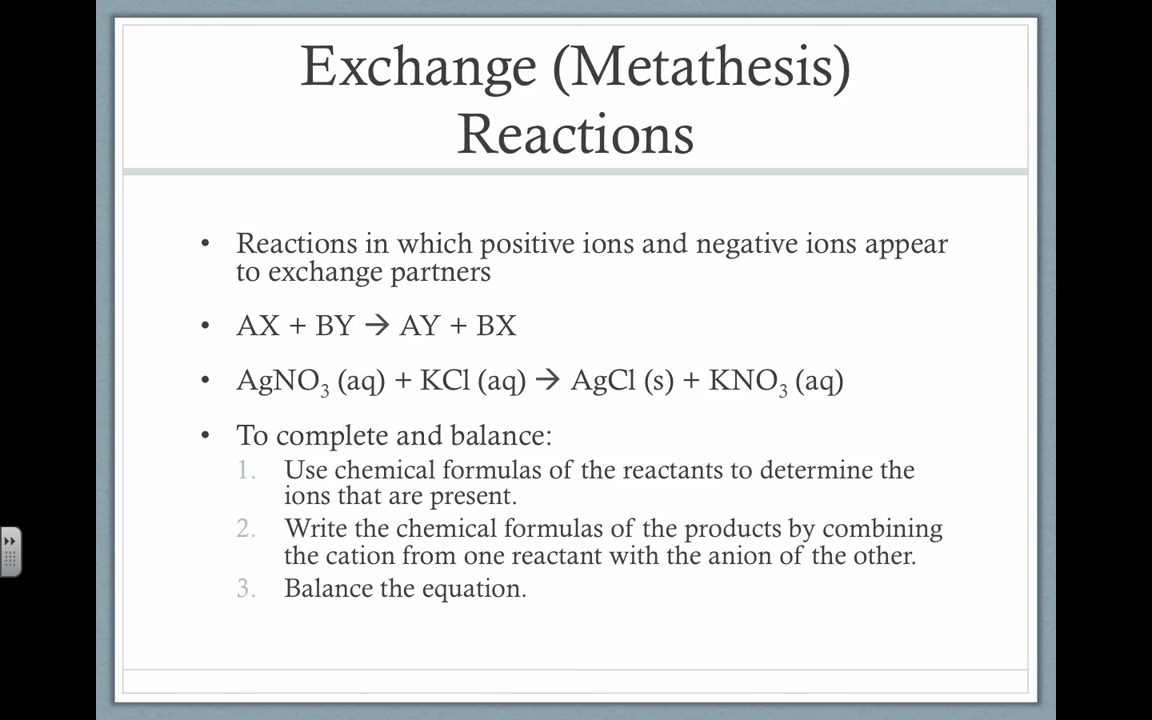 Exchange (Metathesis)
Reactions
• Reactions in which positive ions and negative ions appear
to exchange partners
• AX + BY → AY + BX
• AgNO₃ (aq) + KCl (aq) → AgCl (s) + KNO₃ (aq)
• To complete and balance:
1. Use chemical formulas of the reactants to determine the
ions that are present.
2. Write the chemical formulas of the products by combining
the cation from one reactant with the anion of the other.
3. Balance the equation.